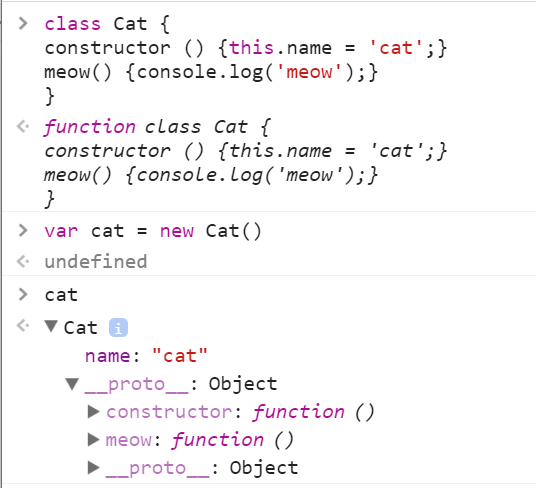 class Cat {
constructor () {this.name = 'cat';}
meow() {console.log('meow');}
}
function class Cat {
constructor () {this.name = 'cat';}
meow() {console.log('meow');}
}
var cat = new Cat()
undefined
cat
Cat i
name: "cat"
__proto__: Object
constructor: function ()
meow: function ()
__proto__: Object